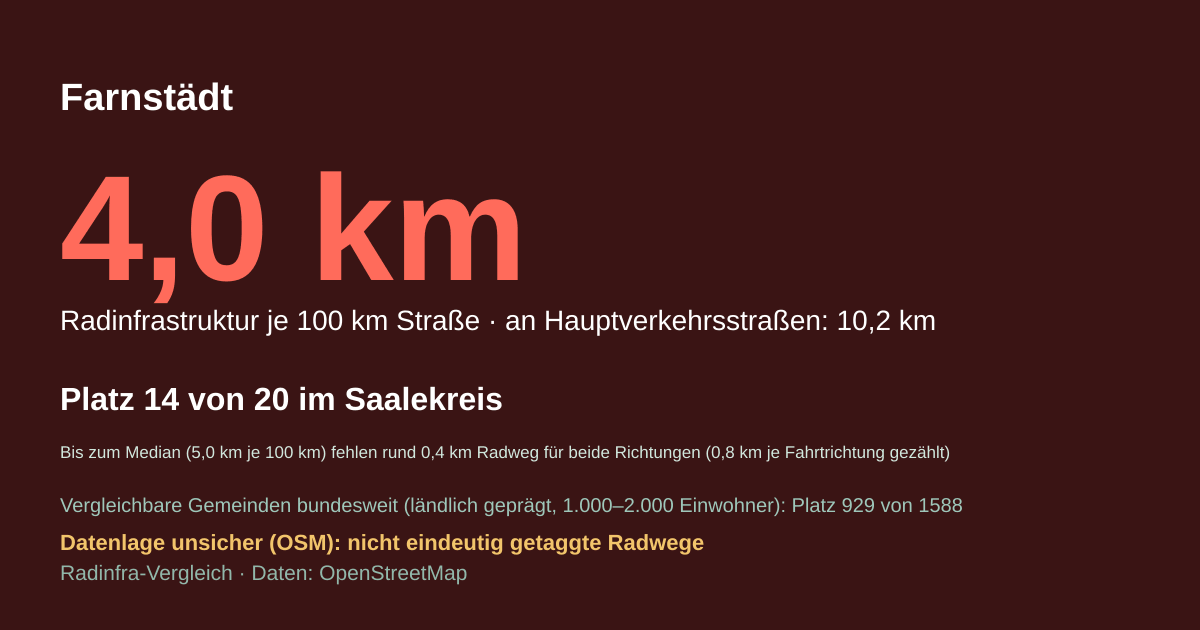 Farnstädt
4,0 km
Radinfrastruktur je 100 km Straße · an Hauptverkehrsstraßen: 10,2 km
Platz 14 von 20 im Saalekreis
Bis zum Median (5,0 km je 100 km) fehlen rund 0,4 km Radweg für beide Richtungen (0,8 km je Fahrtrichtung gezählt)
Vergleichbare Gemeinden bundesweit (ländlich geprägt, 1.000–2.000 Einwohner): Platz 929 von 1588
Datenlage unsicher (OSM): nicht eindeutig getaggte Radwege
Radinfra-Vergleich · Daten: OpenStreetMap